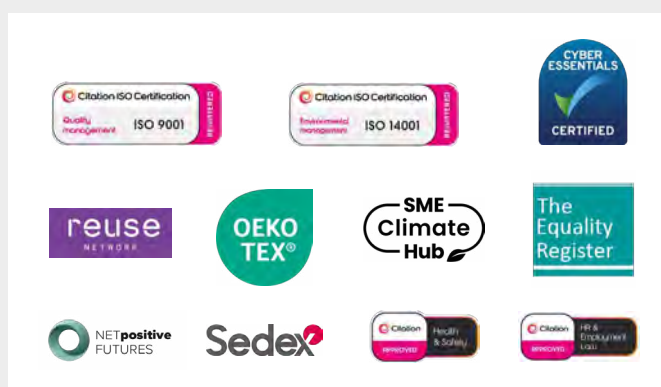 Citation ISO Certification
Quality
management
ISO 9001
REGISTERED
Citation ISO Certification
Environmental
management
ISO 14001
REGISTERED
CYBER
ESSENTIALS
CERTIFIED
reuse
NETWORK
OEKO
TEX®
SME
Climate
Hub
The
Equality
Register
NETpositive
FUTURES
Sedex
Citation
APPROVED
Health
& Safety
Citation
APPROVED
HR &
Employment
Law